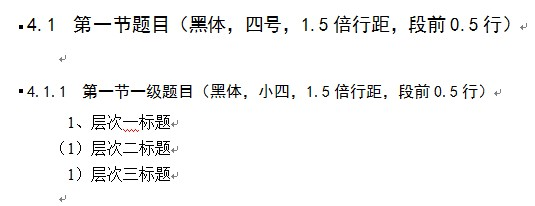 4.1 第一节题目（黑体，四号，1.5倍行距，段前0.5行）
4.1.1 第一节一级题目（黑体，小四，1.5倍行距，段前0.5行）
1、层次一标题
（1）层次二标题
1）层次三标题